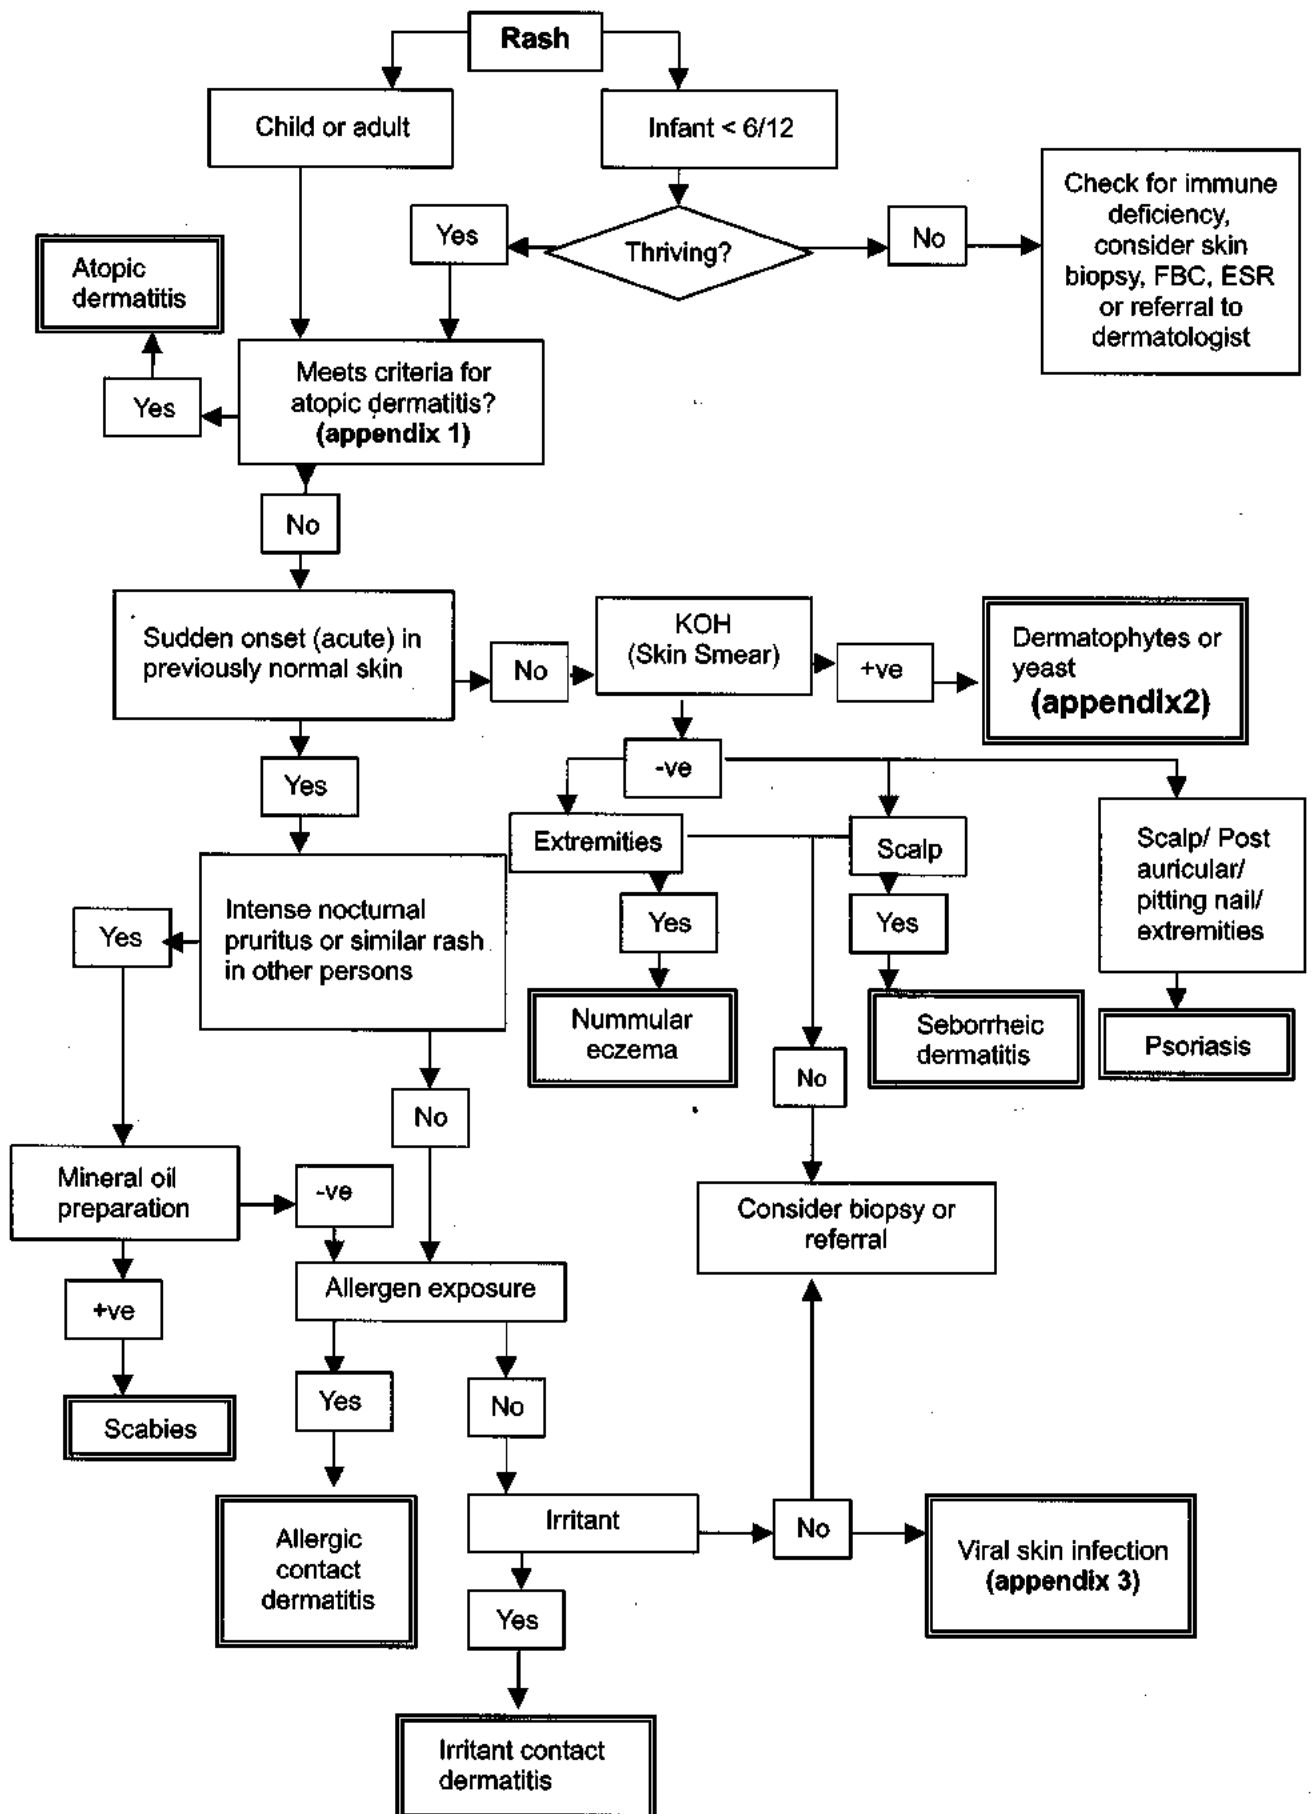 Rash
Child or adult
Infant < 6/12
Check for immune
deficiency,
consider skin
biopsy, FBC, ESR
or referral to
dermatologist
Yes
Thriving?
No
Atopic
dermatitis
Yes
Meets criteria for
atopic dermatitis?
(appendix 1)
No
Sudden onset (acute) in
previously normal skin
No
KOH
(Skin Smear)
+ve
Dermatophytes or
yeast
(appendix2)
Yes
-ve
Extremities
Scalp
Scalp/ Post
auricular/
pitting nail/
extremities
Yes
Intense nocturnal
pruritus or similar rash
in other persons
Yes
Yes
Nummular
eczema
No
Seborrheic
dermatitis
Psoriasis
No
Mineral oil
preparation
-ve
Consider biopsy or
referral
+ve
Allergen exposure
Scabies
Yes
No
Allergic
contact
dermatitis
Irritant
No
Viral skin infection
(appendix 3)
Yes
Irritant contact
dermatitis